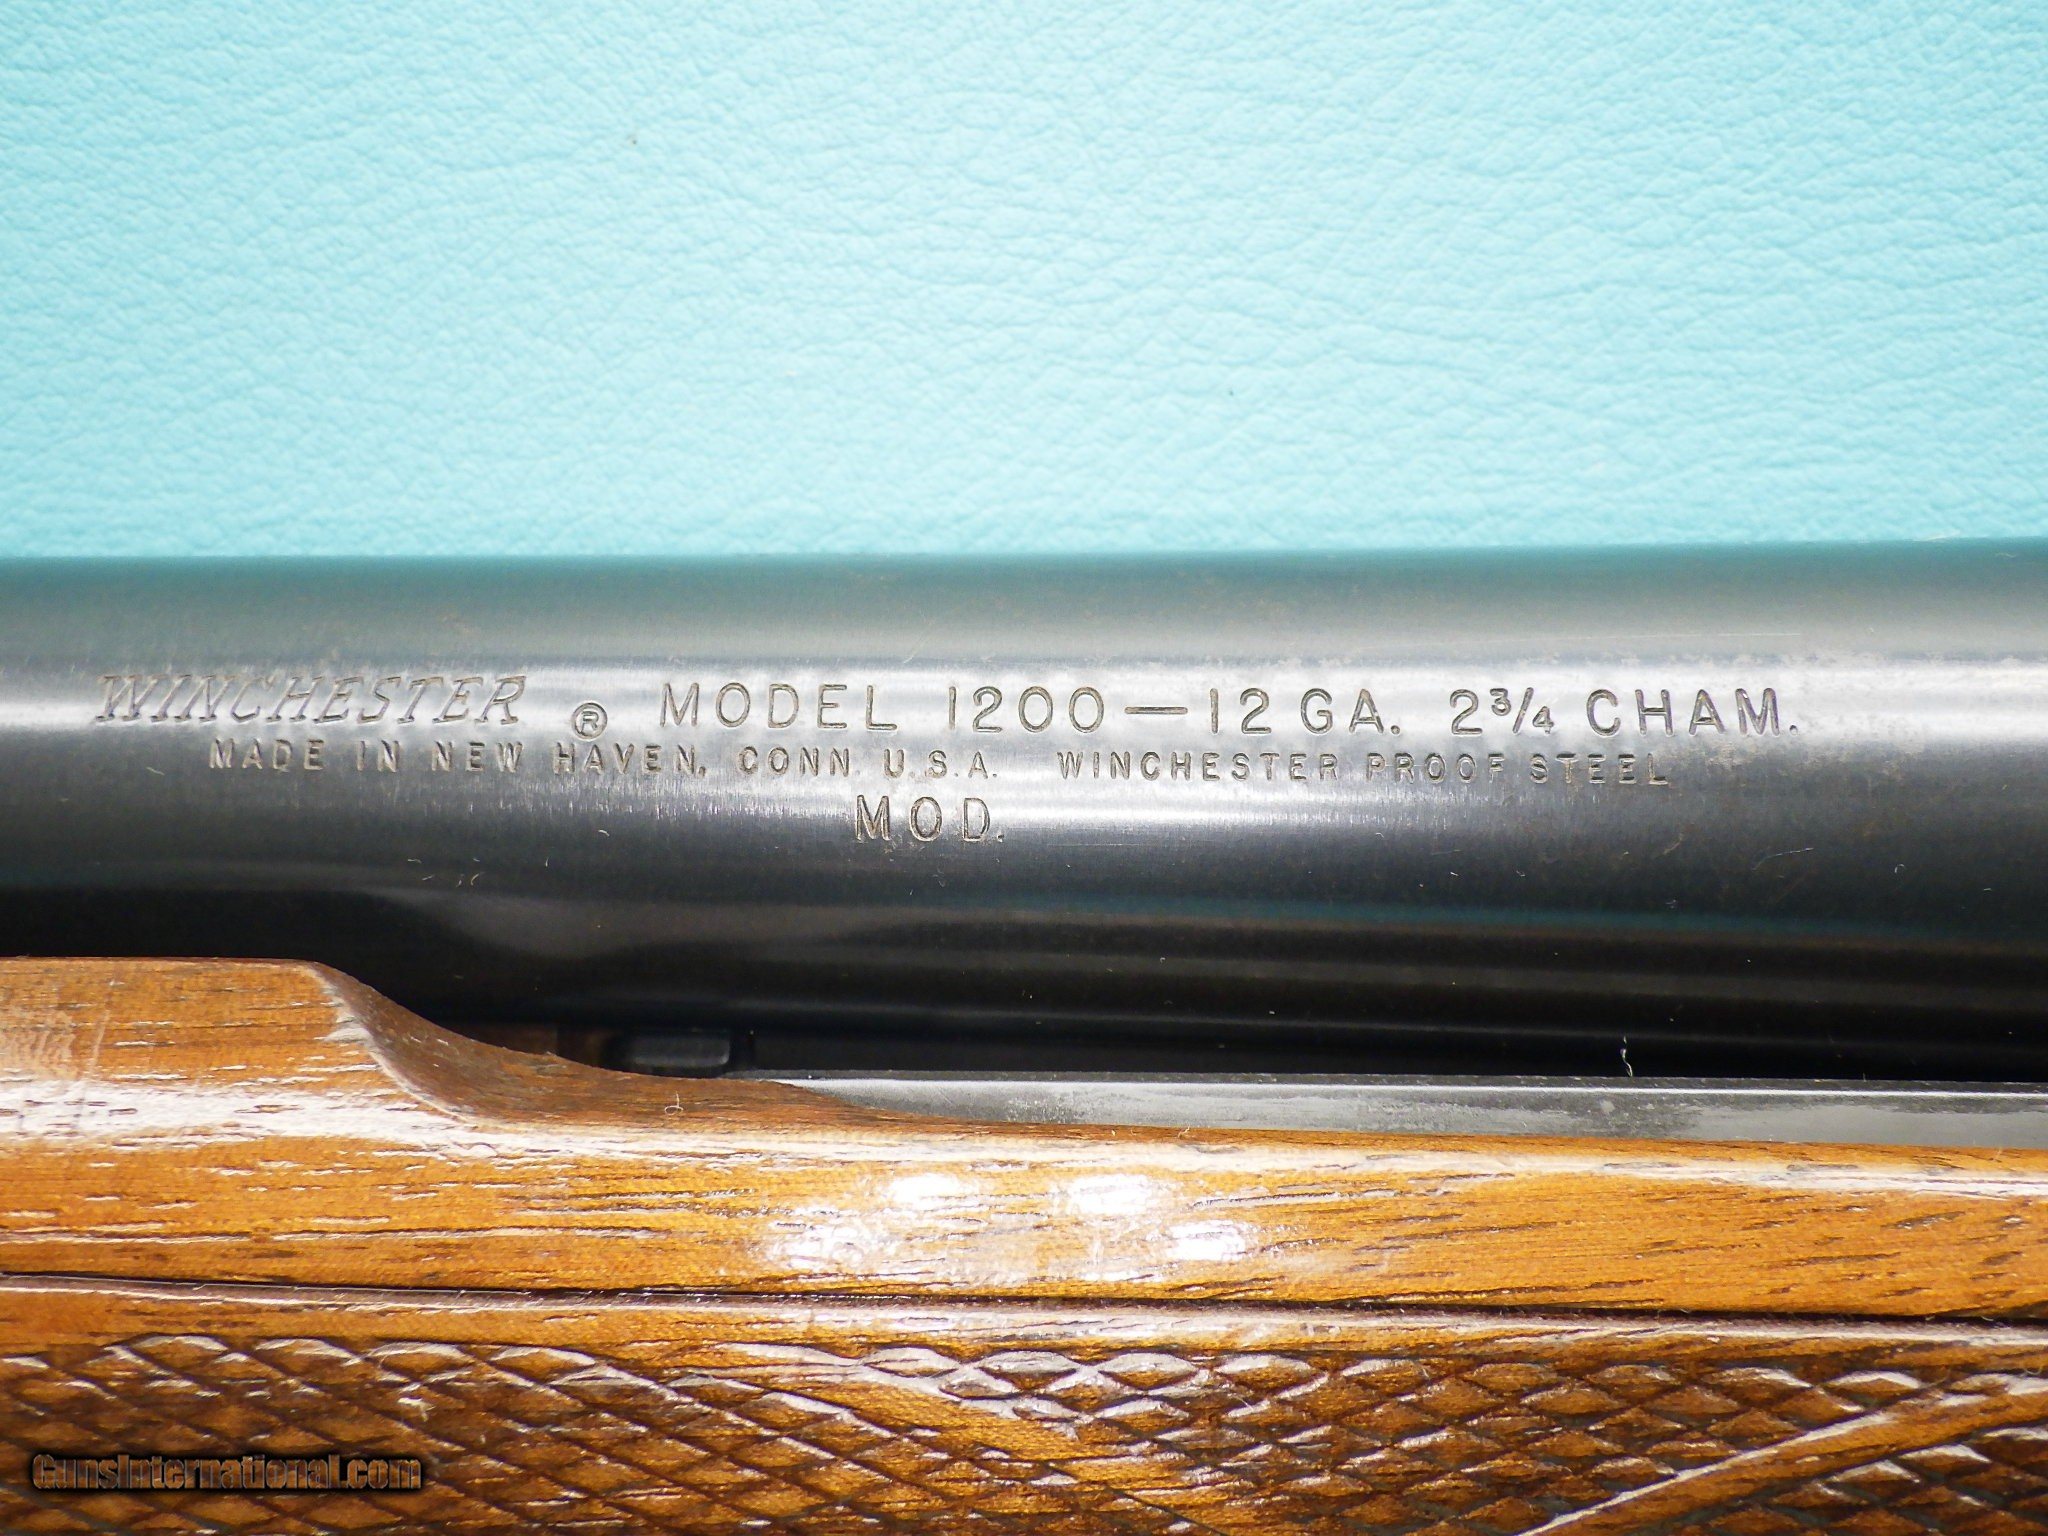 WINCHESTER ® MODEL 1200—12 GA. 2¾ CHAM.
MADE IN NEW HAVEN, CONN. U.S.A. WINCHESTER PROOF STEEL
MOD.
GunsInternational.com